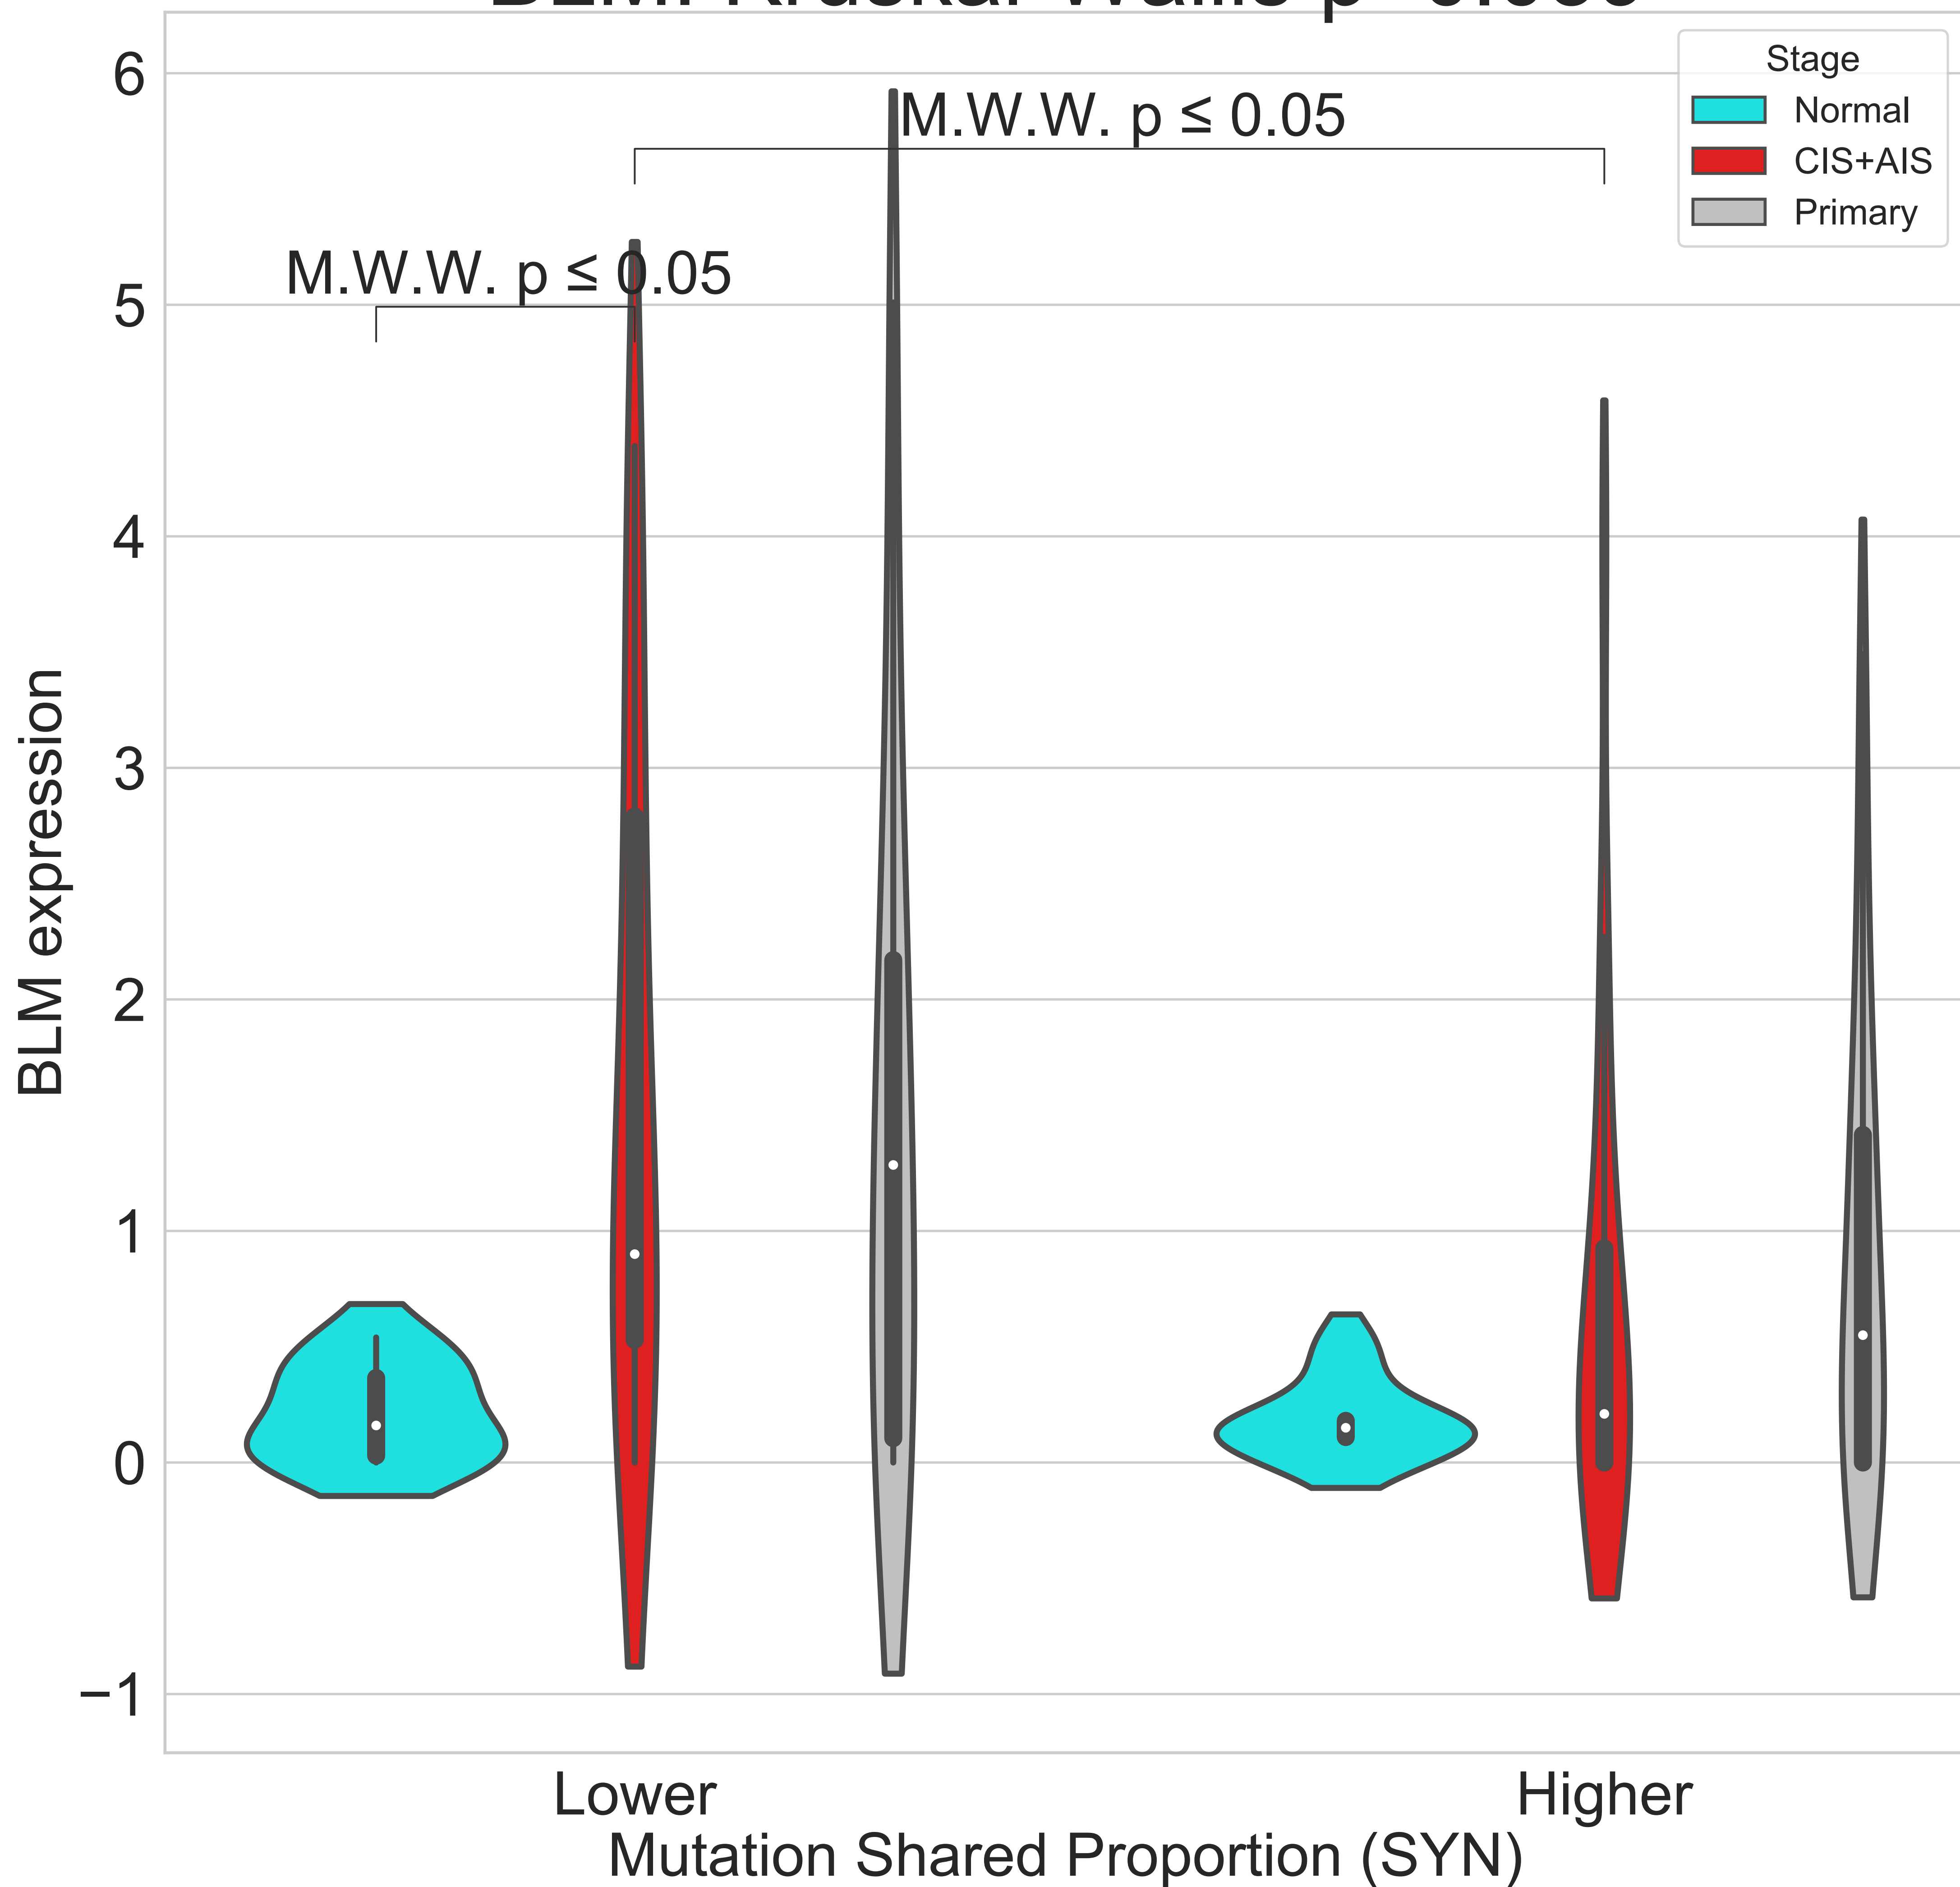 6
5
4
3
2
1
0
−1
BLM expression
M.W.W. p ≤ 0.05
M.W.W. p ≤ 0.05
Stage
Normal
CIS+AIS
Primary
Lower
Higher
Mutation Shared Proportion (SYN)